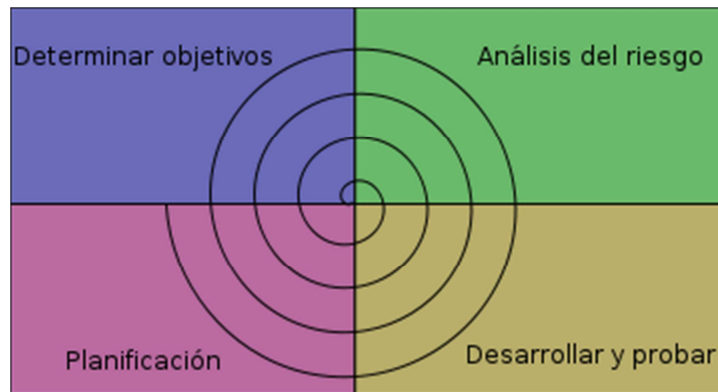 Determinar objetivos
Análisis del riesgo
Planificación
Desarrollar y probar